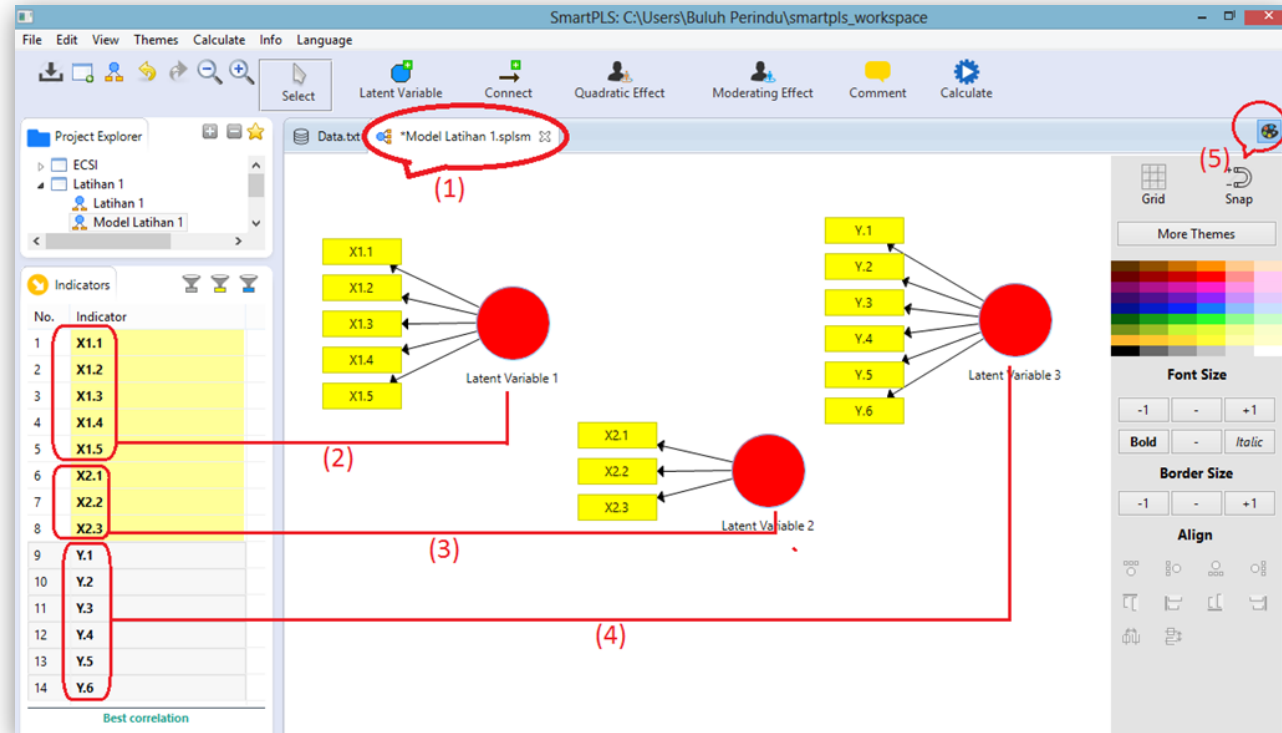 SmartPLS: C:\Users\Buluh Perindu\smartpls_workspace
File Edit View Themes Calculate Info Language
Select Latent Variable Connect Quadratic Effect Moderating Effect Comment Calculate
Project Explorer
ECSI
Latihan 1
Latihan 1
Model Latihan 1
Data.txt *Model Latihan 1.splsm
(1)
(5)
Indicators
No. Indicator
1 X1.1
2 X1.2
3 X1.3
4 X1.4
5 X1.5
6 X2.1
7 X2.2
8 X2.3
9 Y.1
10 Y.2
11 Y.3
12 Y.4
13 Y.5
14 Y.6
Best correlation
X1.1
X1.2
X1.3
X1.4
X1.5
Latent Variable 1
(2)
X2.1
X2.2
X2.3
Latent Variable 2
(3)
Y.1
Y.2
Y.3
Y.4
Y.5
Y.6
Latent Variable 3
(4)
Grid Snap
More Themes
Font Size
-1 - +1
Bold - Italic
Border Size
-1 - +1
Align